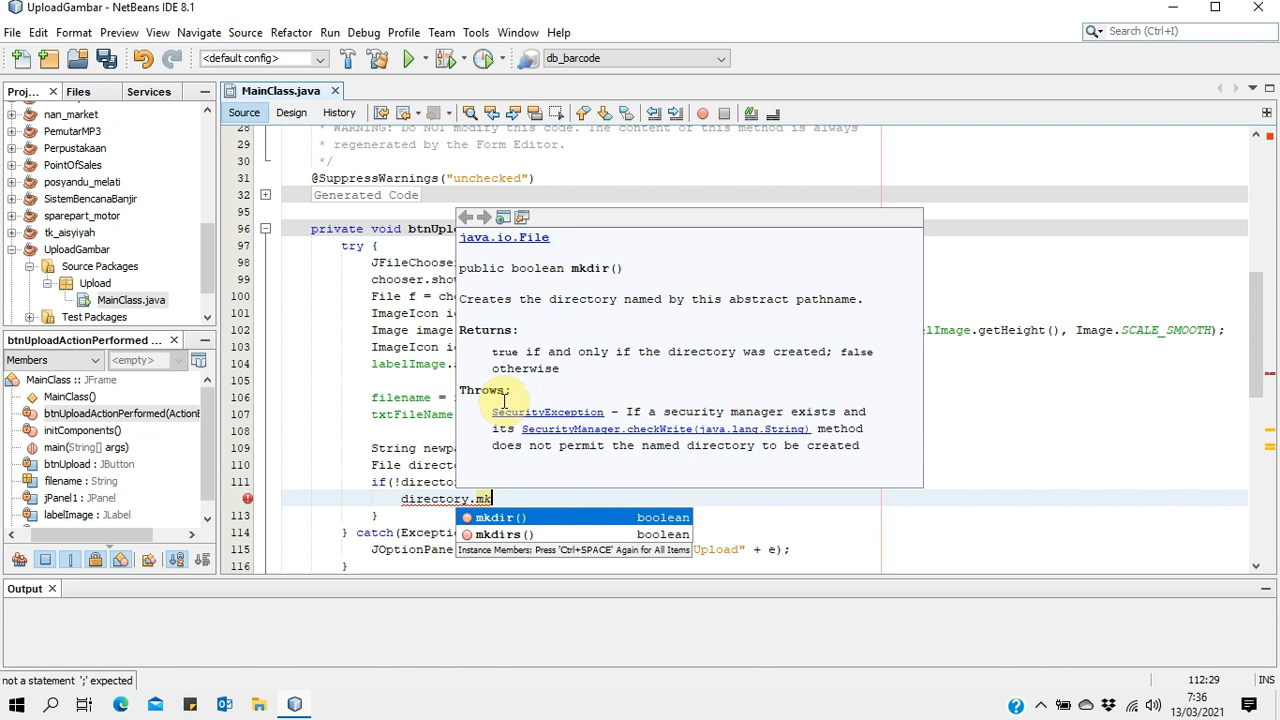 UploadGambar - NetBeans IDE 8.1
File Edit Format Preview View Navigate Source Refactor Run Debug Profile Team Tools Window Help
Search (Ctrl+I)
<default config>
db_barcode
Proj... Files Services
MainClass.java
Source Design History
nan_market
PemutarMP3
Perpustakaan
PointOfSales
posyandu_melati
SistemBencanaBanjir
sparepart_motor
tk_aisyiyah
UploadGambar
Source Packages
Upload
MainClass.java
Test Packages
btnUploadActionPerformed ...
Members <empty>
MainClass :: JFrame
MainClass()
btnUploadActionPerformed(ActionE
initComponents()
main(String[] args)
btnUpload : JButton
filename : String
jPanel1 : JPanel
labelImage : JLabel
28 * WARNING: Do NOT modify this code. The content of this method is always
29 * regenerated by the Form Editor.
30 */
31 @SuppressWarnings("unchecked")
32 Generated Code
95
96 private void btnUplo
97 try {
98 JFileChooser
99 chooser.show
100 File f = cho
101 ImageIcon ic
102 Image image lImage.getHeight(), Image.SCALE_SMOOTH);
103 ImageIcon ic
104 labelImage.s
105
106 filename =
107 txtFileName
108
109 String newpa
110 File directo
111 if(!directo
directory.mk
113 }
114 } catch(Exceptio
115 JOptionPane Upload" + e);
116 }
java.io.File
public boolean mkdir()
Creates the directory named by this abstract pathname.
Returns:
true if and only if the directory was created; false
otherwise
Throws:
SecurityException - If a security manager exists and
its SecurityManager.checkWrite(java.lang.String) method
does not permit the named directory to be created
mkdir() boolean
mkdirs() boolean
Instance Members; Press 'Ctrl+SPACE' Again for All Items
Output
not a statement ';' expected
112:29 INS
7:36
13/03/2021